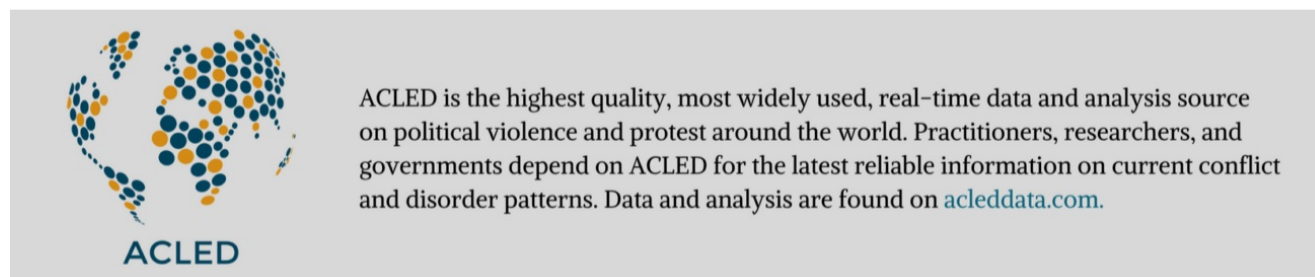 ACLED is the highest quality, most widely used, real-time data and analysis source
on political violence and protest around the world. Practitioners, researchers, and
governments depend on ACLED for the latest reliable information on current conflict
and disorder patterns. Data and analysis are found on acleddata.com.
ACLED